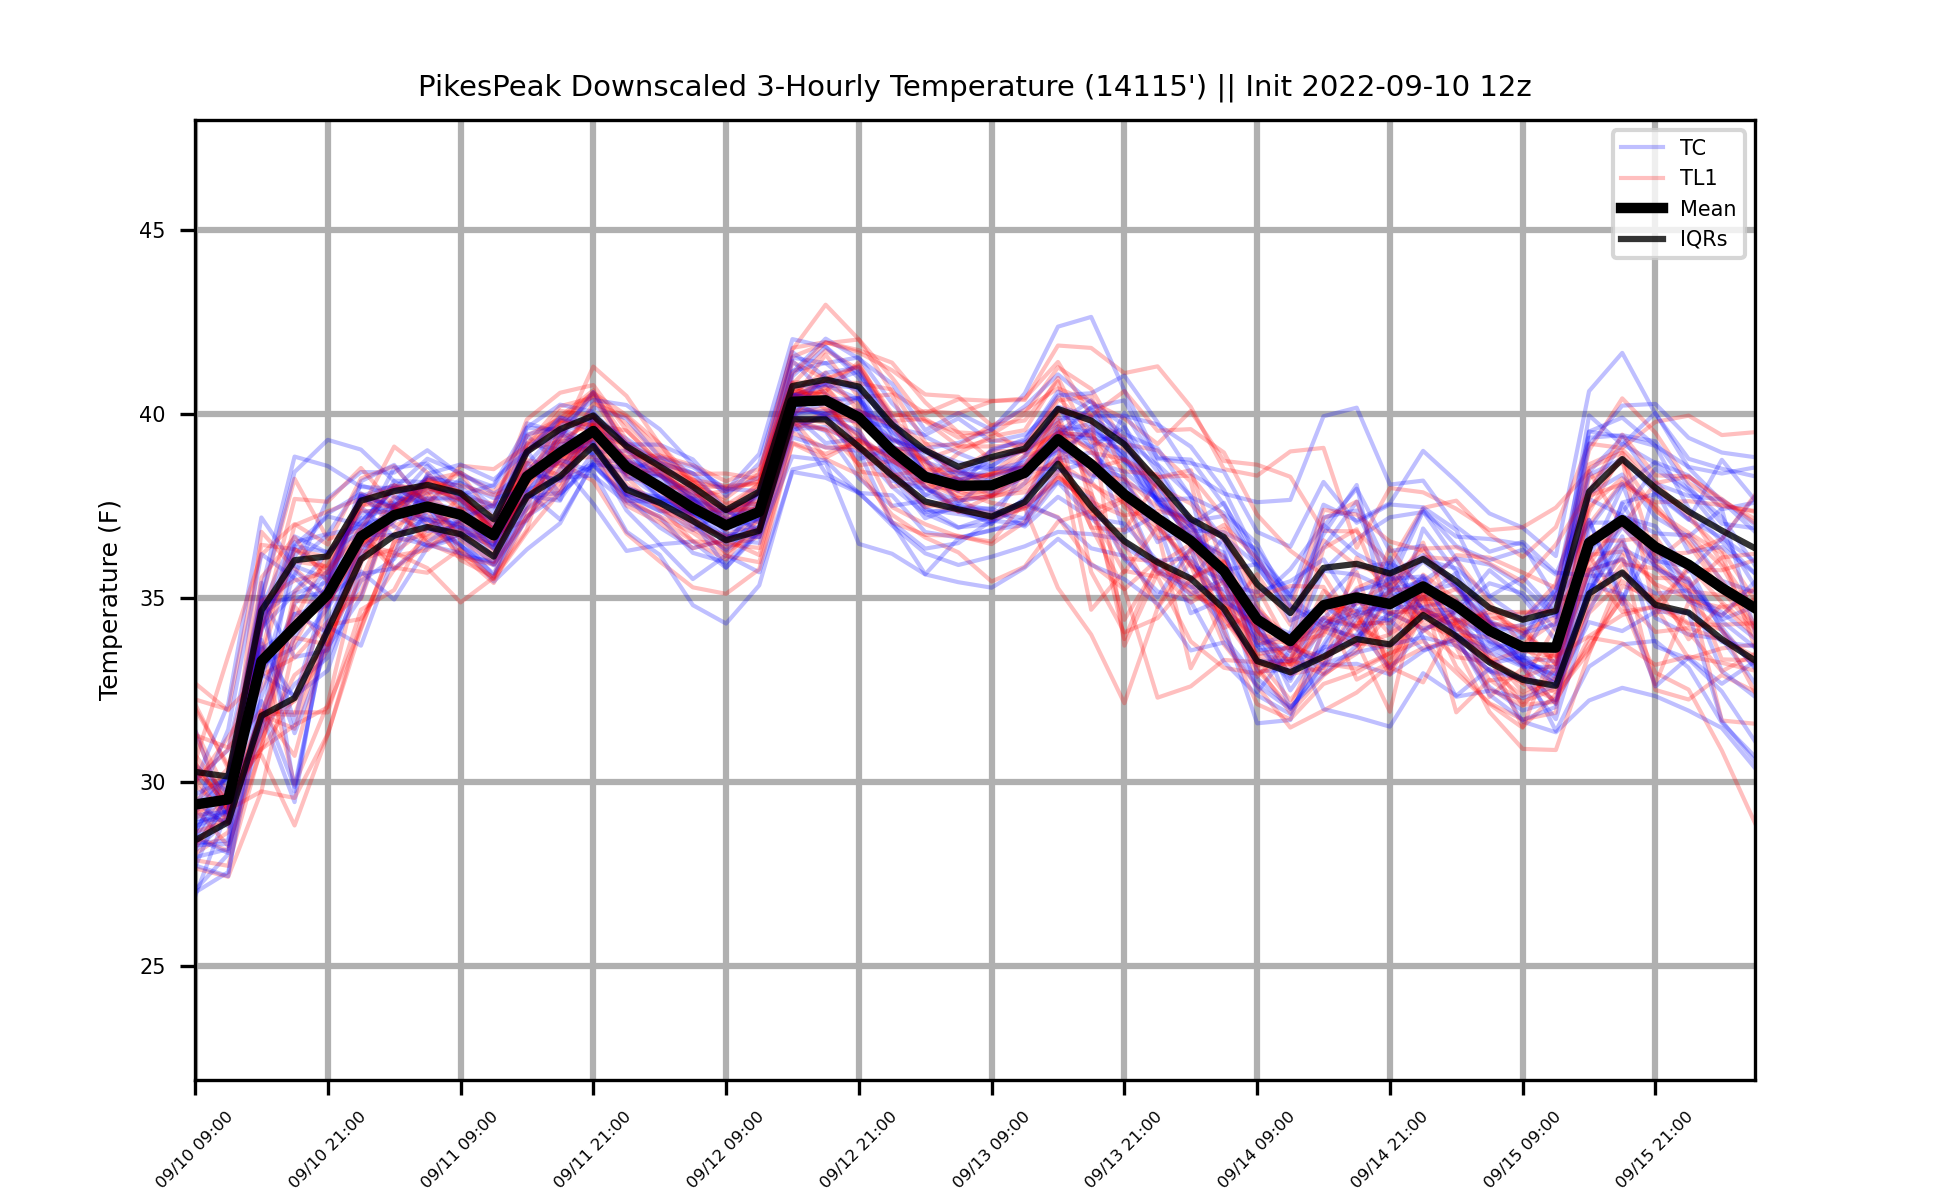 PikesPeak Downscaled 3-Hourly Temperature (14115') || Init 2022-09-10 12z
TC
TL1
Mean
IQRs
Temperature (F)
45
40
35
30
25
09/10 09:00
09/10 21:00
09/11 09:00
09/11 21:00
09/12 09:00
09/12 21:00
09/13 09:00
09/13 21:00
09/14 09:00
09/14 21:00
09/15 09:00
09/15 21:00